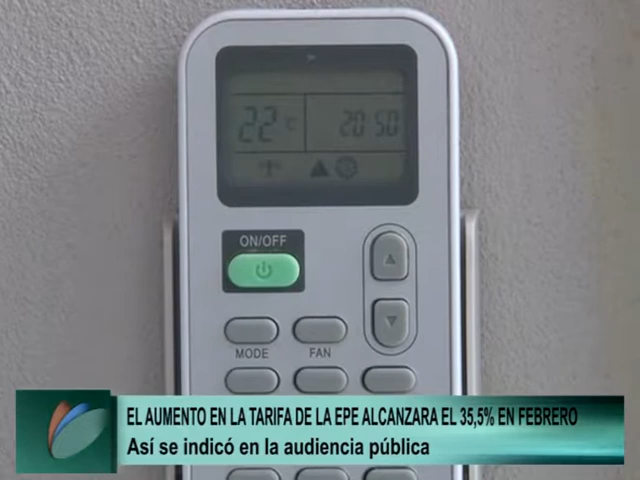 22 °C 20 50
ON/OFF
MODE FAN
EL AUMENTO EN LA TARIFA DE LA EPE ALCANZARA EL 35,5% EN FEBRERO
Así se indicó en la audiencia pública